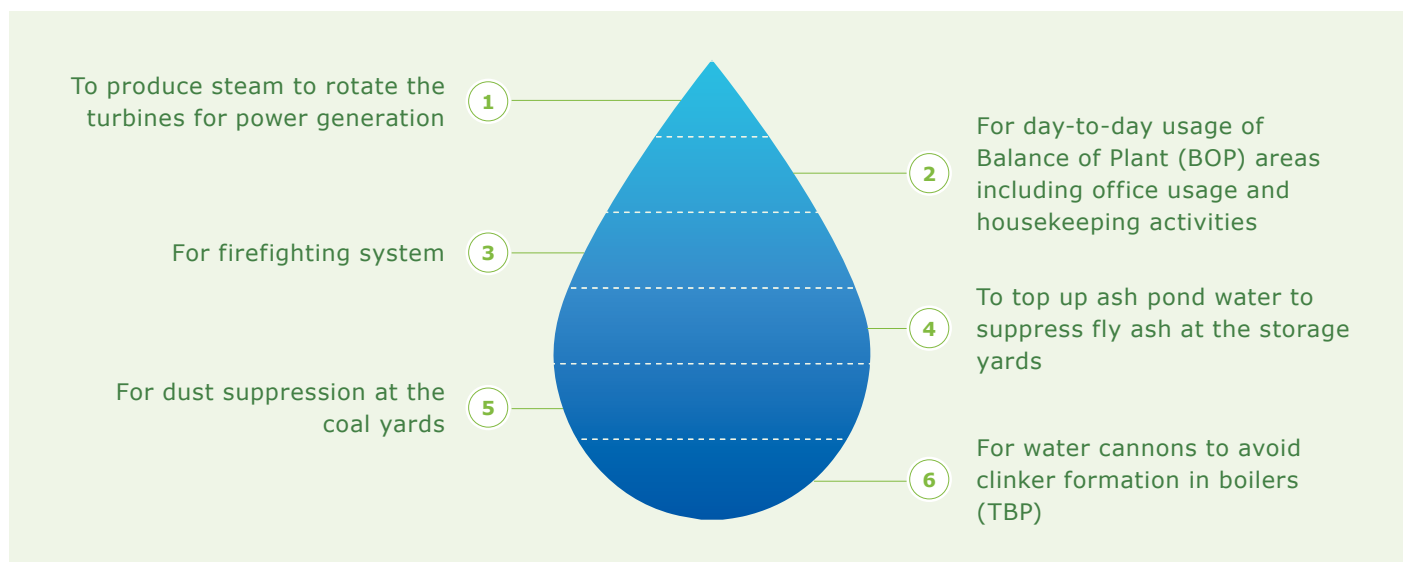 To produce steam to rotate the
turbines for power generation
1
2
For day-to-day usage of
Balance of Plant (BOP) areas
including office usage and
housekeeping activities
For firefighting system
3
4
To top up ash pond water to
suppress fly ash at the storage
yards
For dust suppression at the
coal yards
5
6
For water cannons to avoid
clinker formation in boilers
(TBP)